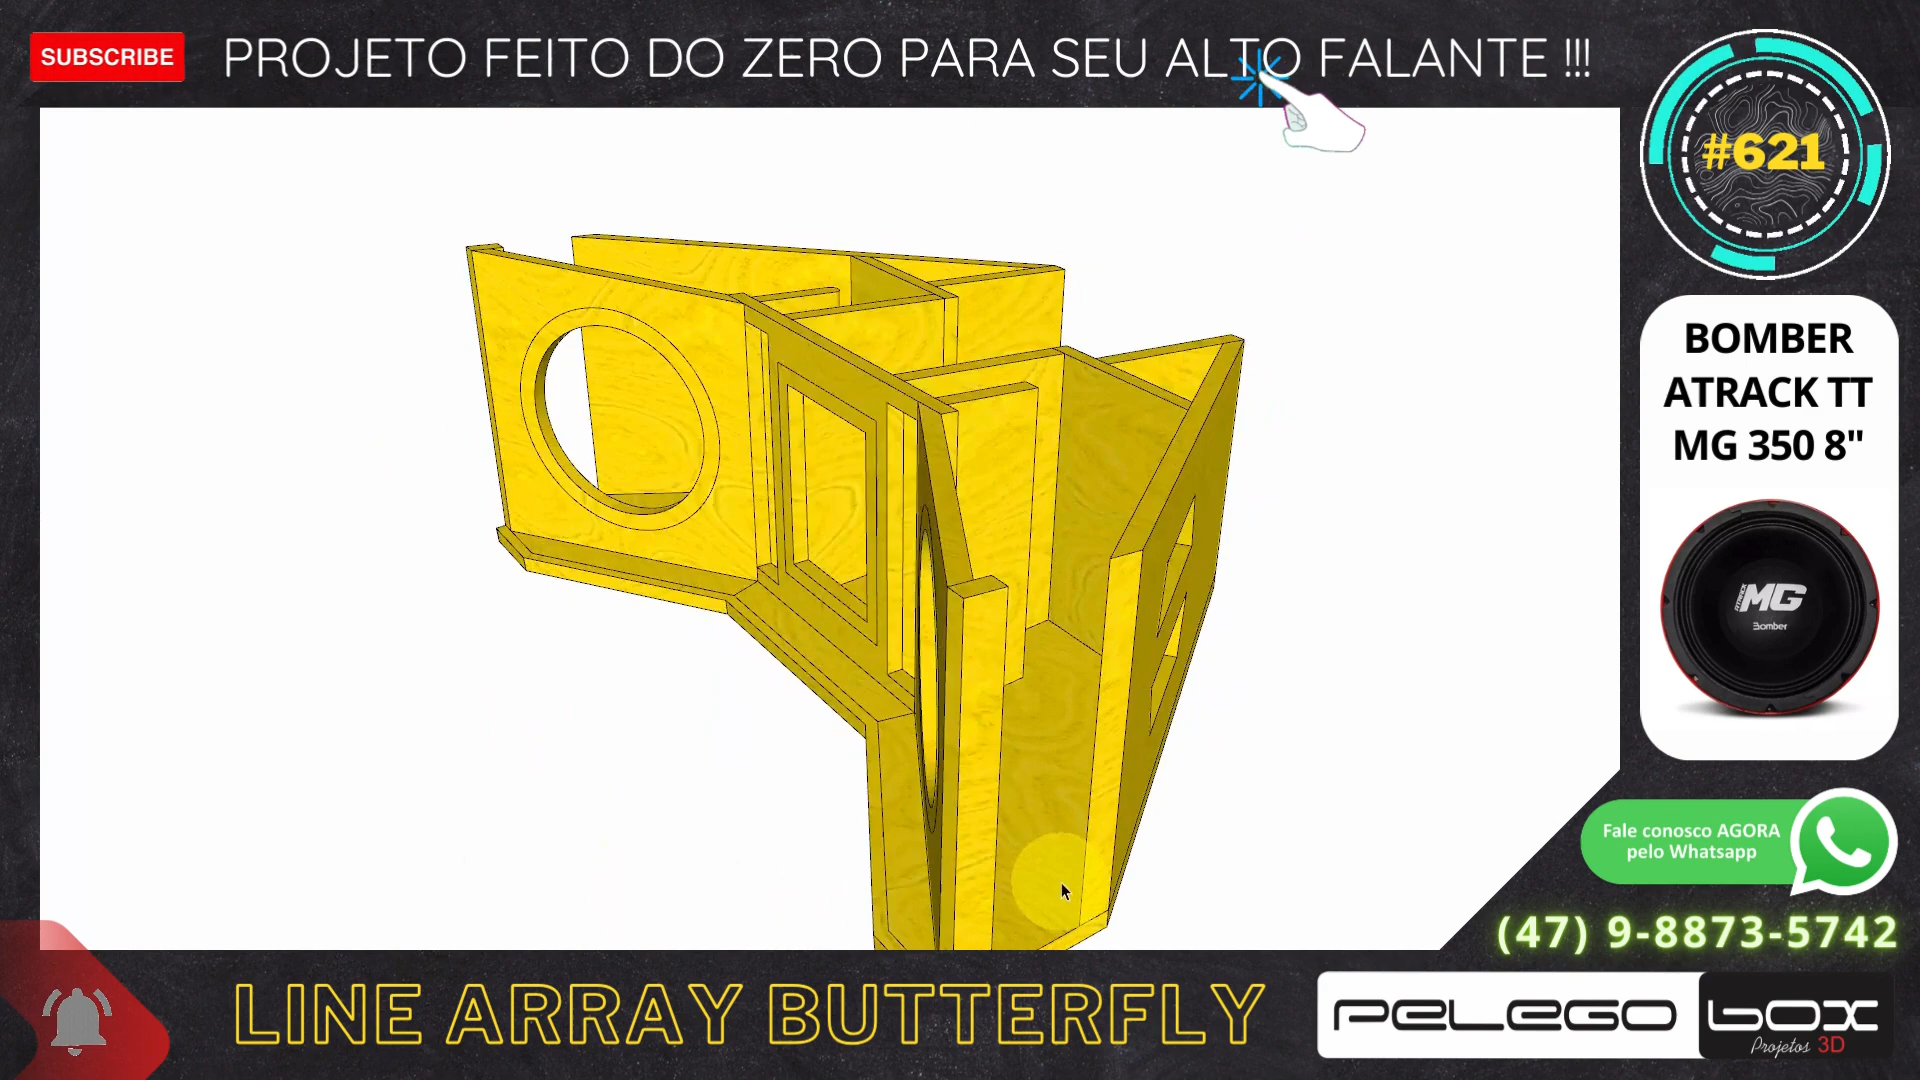 SUBSCRIBE
PROJETO FEITO DO ZERO PARA SEU ALTO FALANTE !!!
#621
BOMBER
ATRACK TT
MG 350 8"
ATRACK
MG
Bomber
Fale conosco AGORA
pelo Whatsapp
(47) 9-8873-5742
LINE ARRAY BUTTERFLY
PELEGO BOX
Projetos 3D